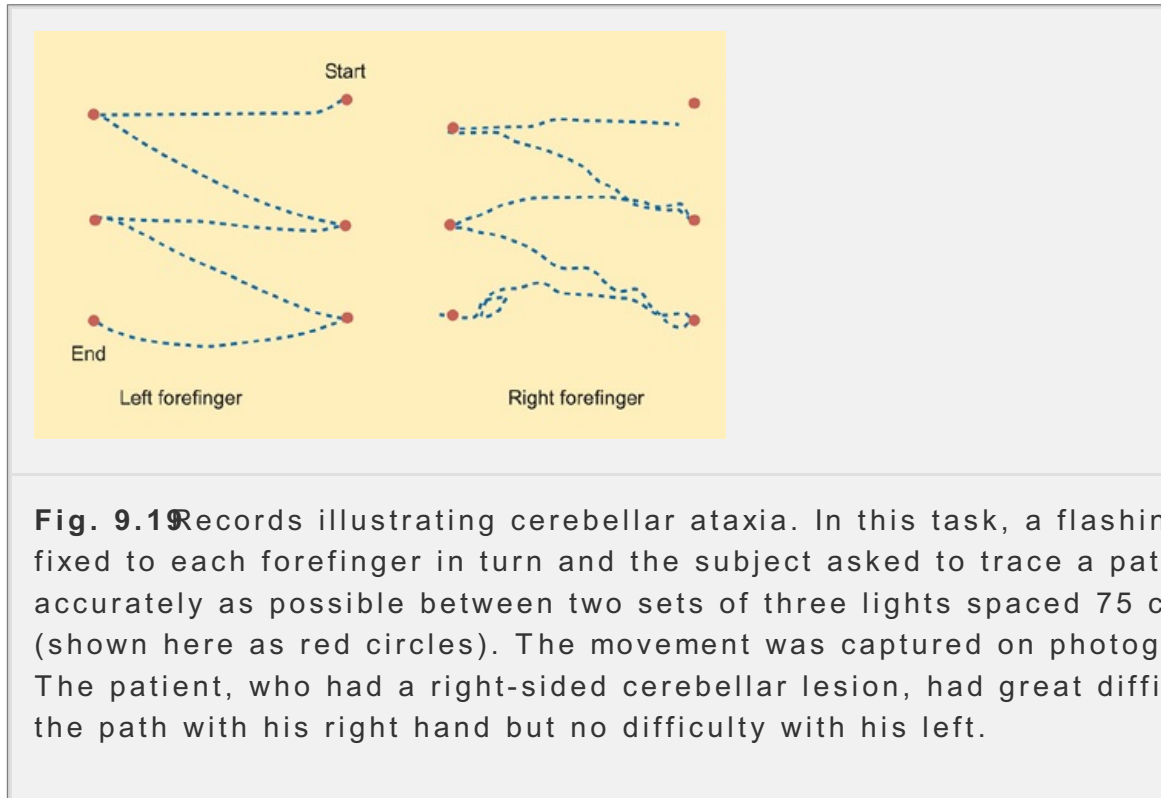 Start
End
Left forefinger
Right forefinger
Fig. 9.19Records illustrating cerebellar ataxia. In this task, a flashin
fixed to each forefinger in turn and the subject asked to trace a pat
accurately as possible between two sets of three lights spaced 75 c
(shown here as red circles). The movement was captured on photog
The patient, who had a right-sided cerebellar lesion, had great diffi
the path with his right hand but no difficulty with his left.